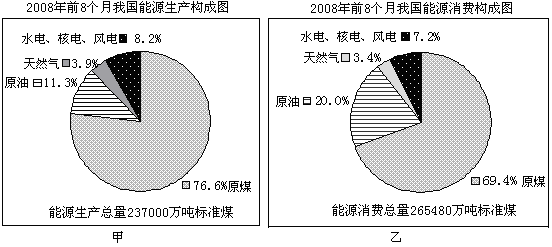 2008年前8个月我国能源生产构成图
水电、核电、风电 8.2%
天然气 3.9%
原油 11.3%
76.6%原煤
能源生产总量237000万吨标准煤
甲
2008年前8个月我国能源消费构成图
水电、核电、风电 7.2%
天然气 3.4%
原油 20.0%
69.4% 原煤
能源消费总量265480万吨标准煤
乙